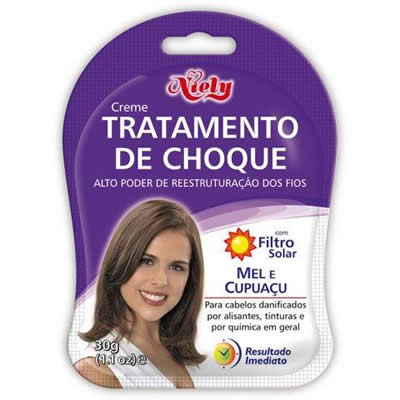 Niely
Creme
TRATAMENTO
DE CHOQUE
ALTO PODER DE REESTRUTURAÇÃO DOS FIOS
com
Filtro
Solar
MEL E
CUPUAÇU
Para cabelos danificados
por alisantes, tinturas e
por química em geral
30g
(1.1 oz) e
Resultado
Imediato